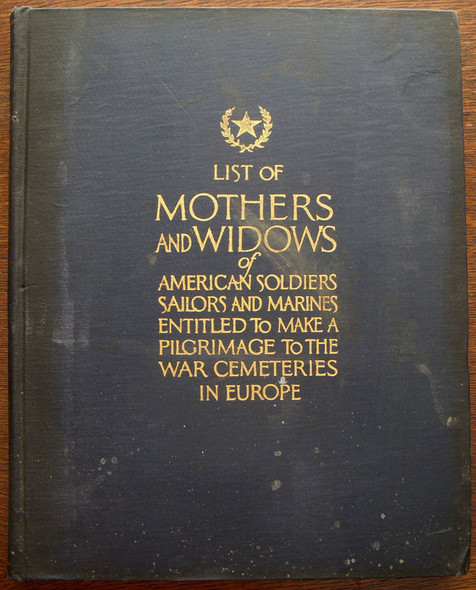 LIST OF
MOTHERS
AND WIDOWS
of
AMERICAN SOLDIERS
SAILORS AND MARINES
ENTITLED TO MAKE A
PILGRIMAGE TO THE
WAR CEMETERIES
IN EUROPE